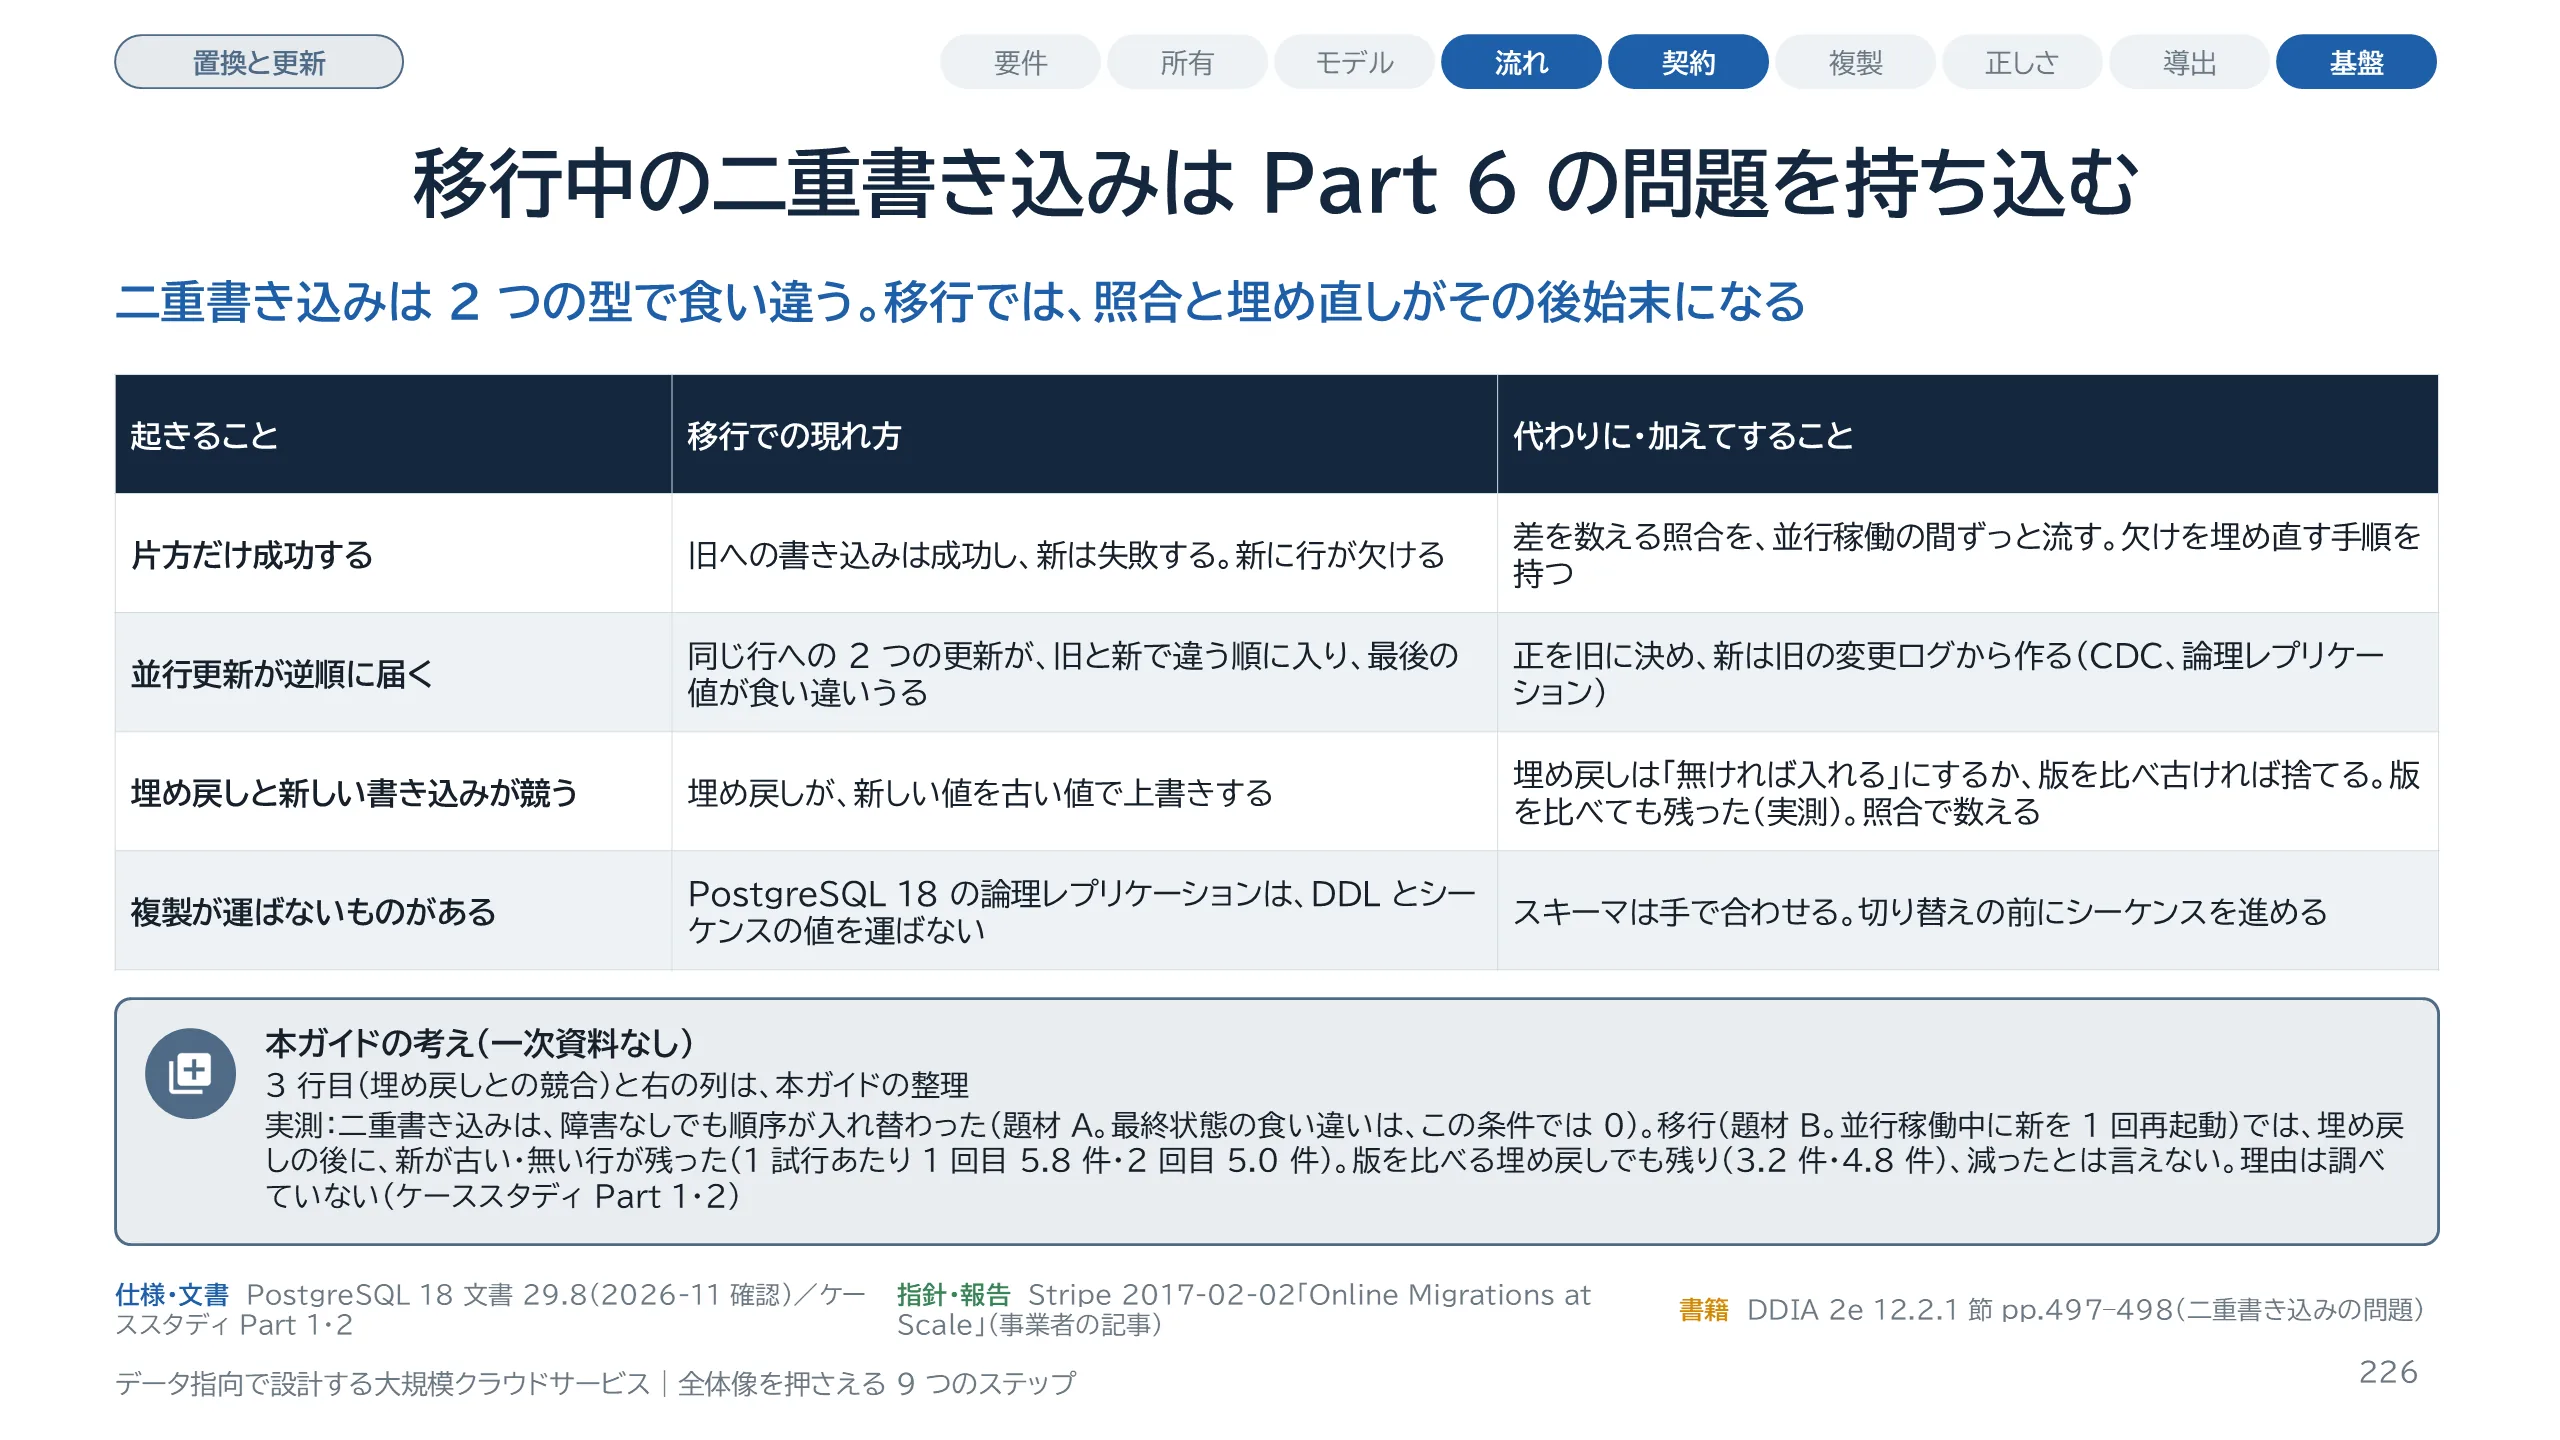 置換と更新
要件 所有 モデル 流れ 契約 複製 正しさ 導出 基盤
移行中の二重書き込みは Part 6 の問題を持ち込む
二重書き込みは 2 つの型で食い違う。移行では、照合と埋め直しがその後始末になる
起きること 移行での現れ方 代わりに・加えてすること
片方だけ成功する
旧への書き込みは成功し、新は失敗する。新に行が欠ける
差を数える照合を、並行稼働の間ずっと流す。欠けを埋め直す手順を
持つ
並行更新が逆順に届く
同じ行への 2 つの更新が、旧と新で違う順に入り、最後の
値が食い違いうる
正を旧に決め、新は旧の変更ログから作る（CDC、論理レプリケー
ション）
埋め戻しと新しい書き込みが競う
埋め戻しが、新しい値を古い値で上書きする
埋め戻しは「無ければ入れる」にするか、版を比べ古ければ捨てる。版
を比べても残った（実測）。照合で数える
複製が運ばないものがある
PostgreSQL 18 の論理レプリケーションは、DDL とシー
ケンスの値を運ばない
スキーマは手で合わせる。切り替えの前にシーケンスを進める
本ガイドの考え（一次資料なし）
3 行目（埋め戻しとの競合）と右の列は、本ガイドの整理
実測：二重書き込みは、障害なしでも順序が入れ替わった（題材 A。最終状態の食い違いは、この条件では 0）。移行（題材 B。並行稼働中に新を 1 回再起動）では、埋め戻
しの後に、新が古い・無い行が残った（1 試行あたり 1 回目 5.8 件・2 回目 5.0 件）。版を比べる埋め戻しでも残り（3.2 件・4.8 件）、減ったとは言えない。理由は調べ
ていない（ケーススタディ Part 1・2）
仕様・文書 PostgreSQL 18 文書 29.8（2026-11 確認）／ケー
ススタディ Part 1・2
指針・報告 Stripe 2017-02-02「Online Migrations at
Scale」（事業者の記事）
書籍 DDIA 2e 12.2.1 節 pp.497–498（二重書き込みの問題）
データ指向で設計する大規模クラウドサービス｜全体像を押さえる 9 つのステップ
226